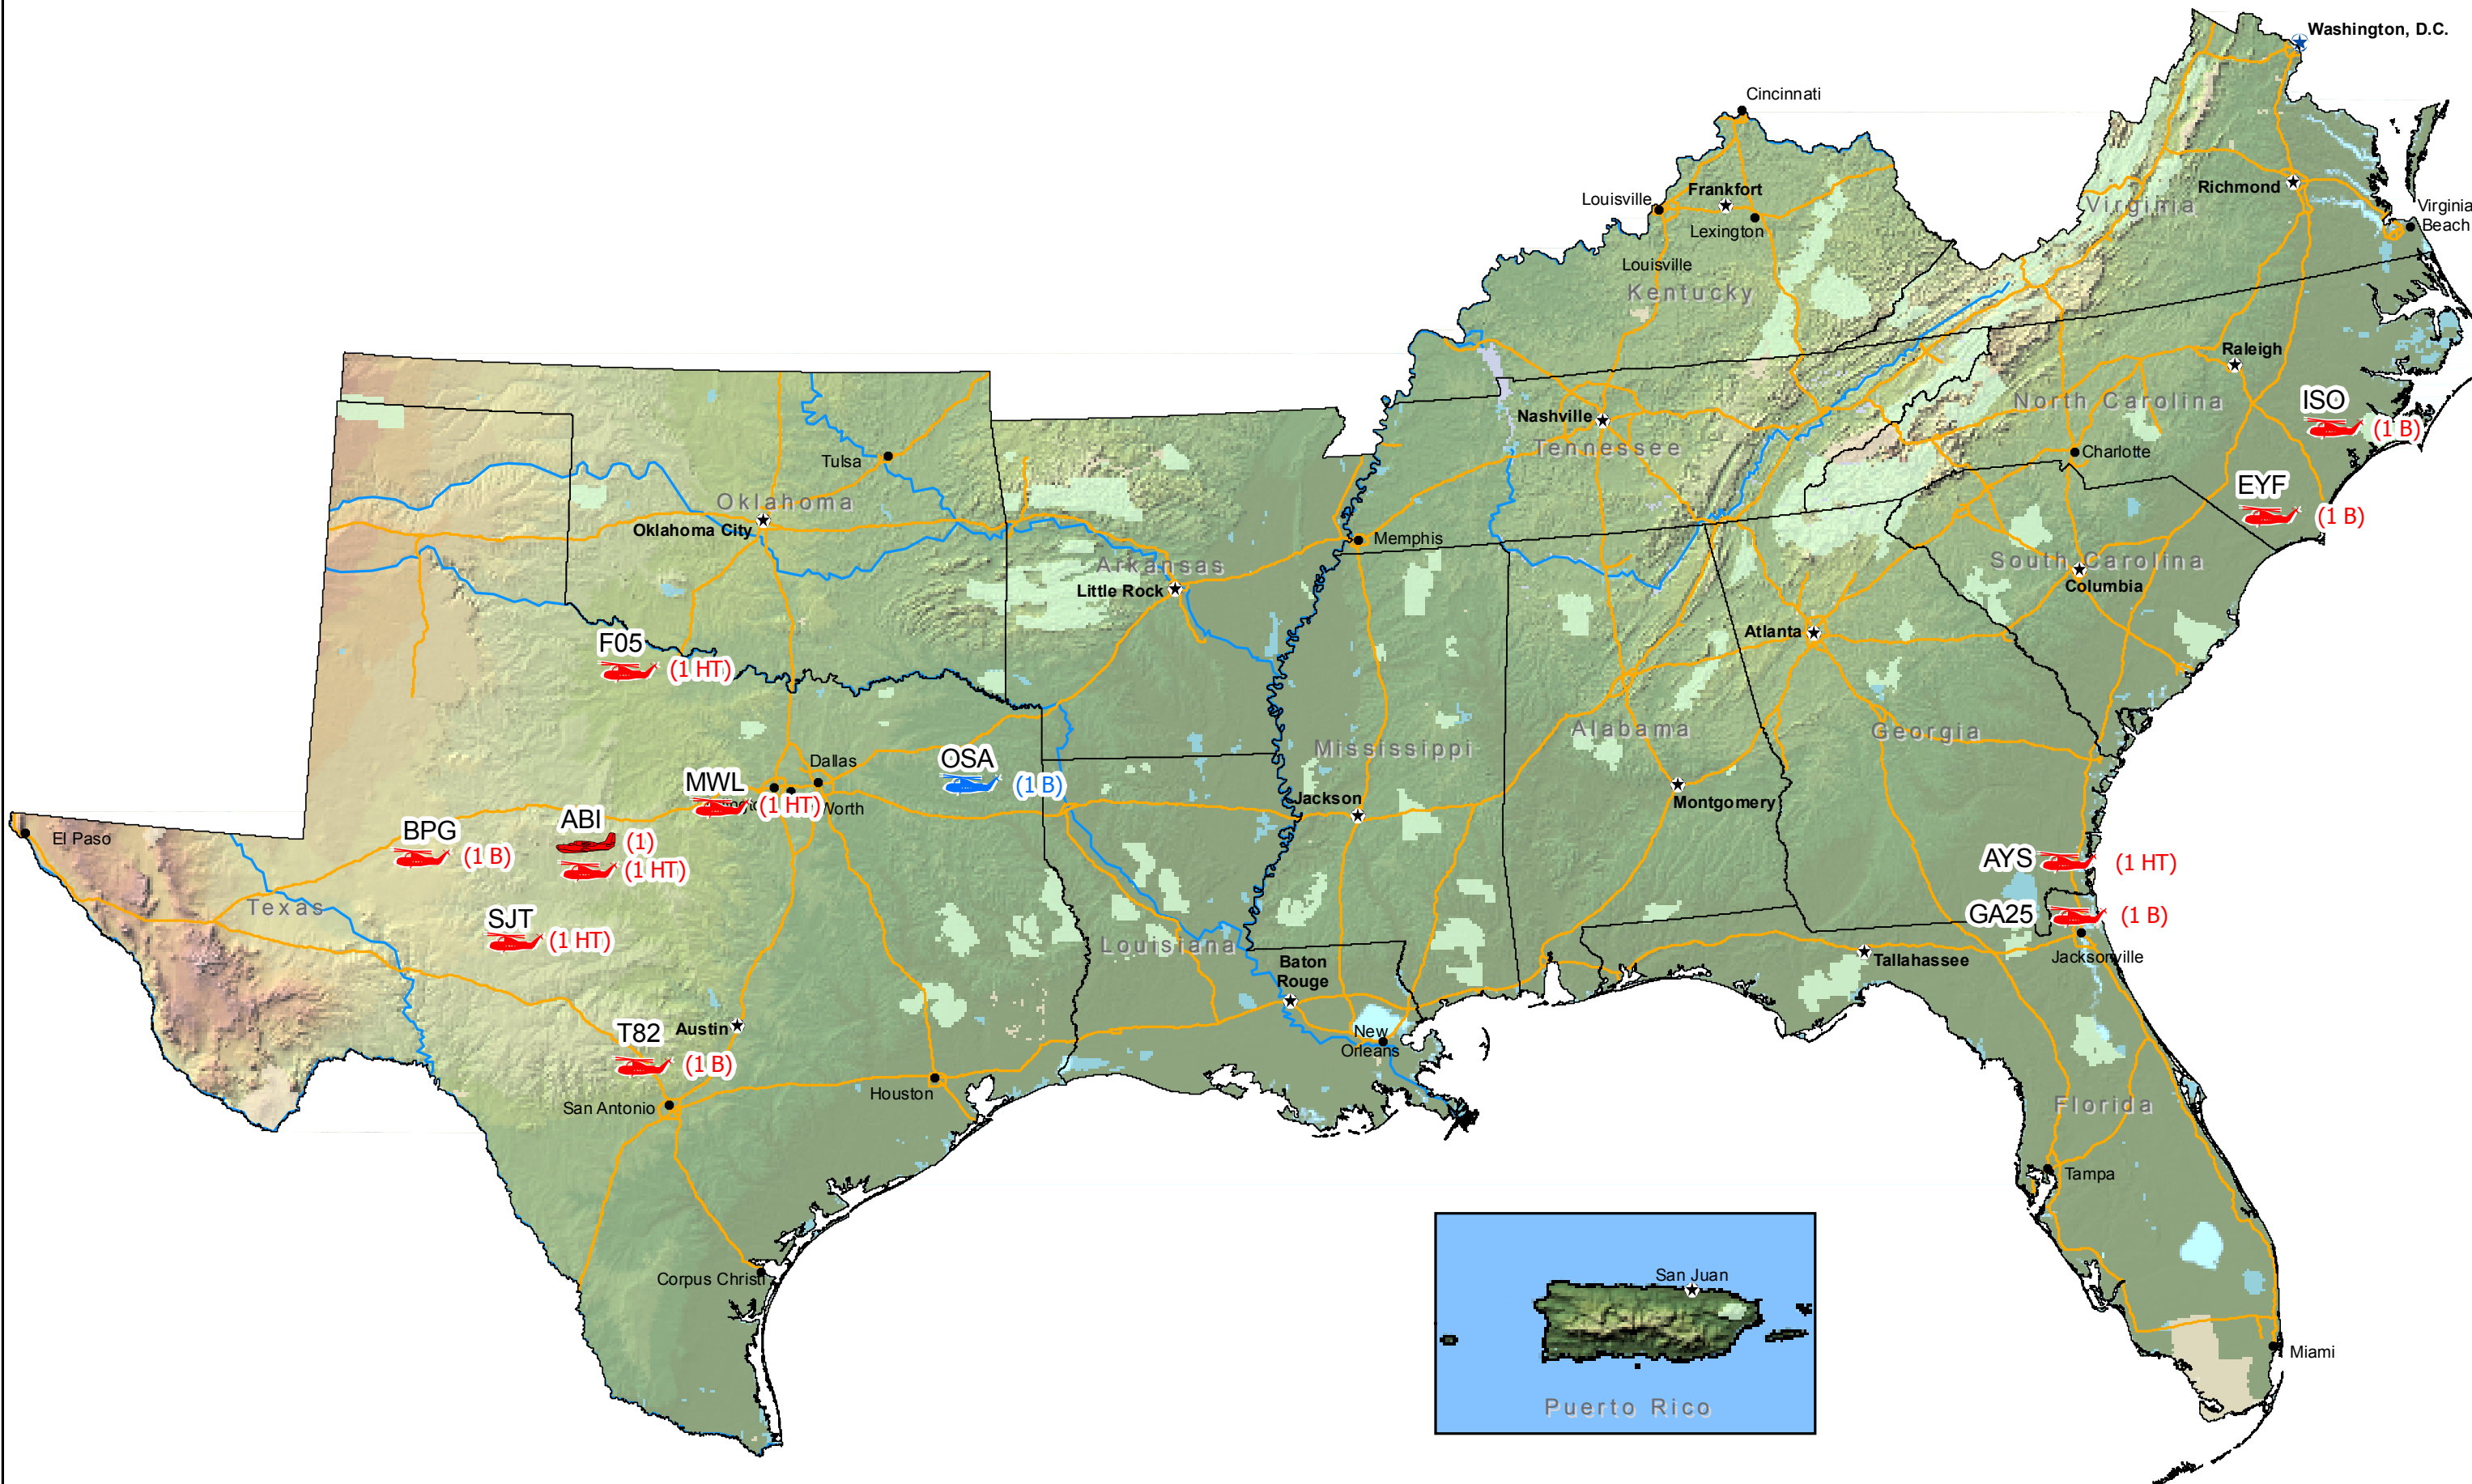 Washington, D.C.
Cincinnati
Louisville
Frankfort
Lexington
Louisville
Kentucky
Richmond
Virginia
Virginia
Beach
Raleigh
North Carolina
ISO
(1 B)
Charlotte
EYF
(1 B)
Nashville
Tennessee
Tulsa
Oklahoma
Oklahoma City
Memphis
Arkansas
Little Rock
South Carolina
Columbia
Atlanta
F05
(1 HT)
Mississippi
Alabama
Georgia
Dallas
OSA
(1 B)
MWL
(1 HT)
Worth
Jackson
Montgomery
El Paso
BPG
(1 B)
ABI
(1)
(1 HT)
AYS
(1 HT)
Texas
SJT
(1 HT)
GA25
(1 B)
Louisiana
Baton
Rouge
Tallahassee
Jacksonville
T82
(1 B)
Austin
New
Orleans
San Antonio
Houston
Florida
Tampa
Corpus Christi
San Juan
Puerto Rico
Miami